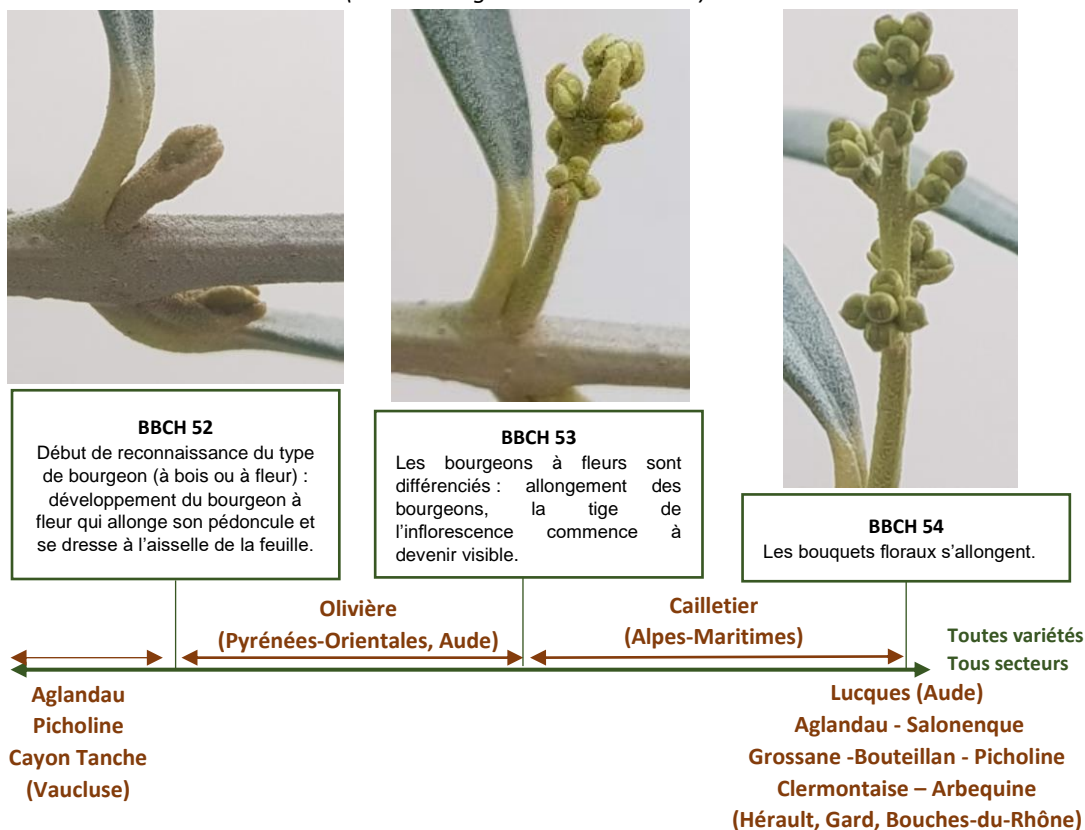 BBCH 52
Début de reconnaissance du type
de bourgeon (à bois ou à fleur) :
développement du bourgeon à
fleur qui allonge son pédoncule et
se dresse à l'aisselle de la feuille.
BBCH 53
Les bourgeons à fleurs sont
différenciés : allongement des
bourgeons, la tige de
l'inflorescence commence à
devenir visible.
BBCH 54
Les bouquets floraux s'allongent.
Olivière
(Pyrénées-Orientales, Aude)
Cailletier
(Alpes-Maritimes)
Toutes variétés
Tous secteurs
Aglandau
Picholine
Cayon Tanche
(Vaucluse)
Lucques (Aude)
Aglandau - Salonenque
Grossane -Bouteillan - Picholine
Clermontaise – Arbequine
(Hérault, Gard, Bouches-du-Rhône)